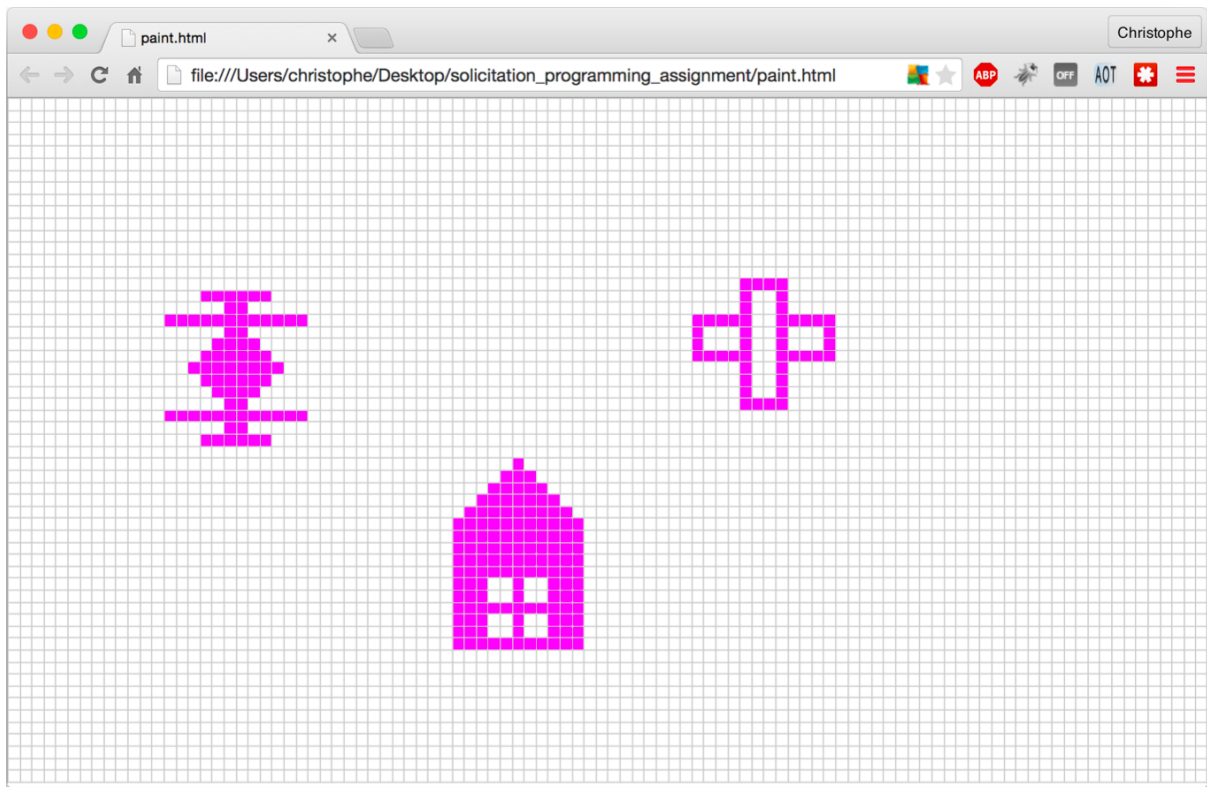 paint.html
Christophe
file:///Users/christophe/Desktop/solicitation_programming_assignment/paint.html
ABP
OFF
AOT